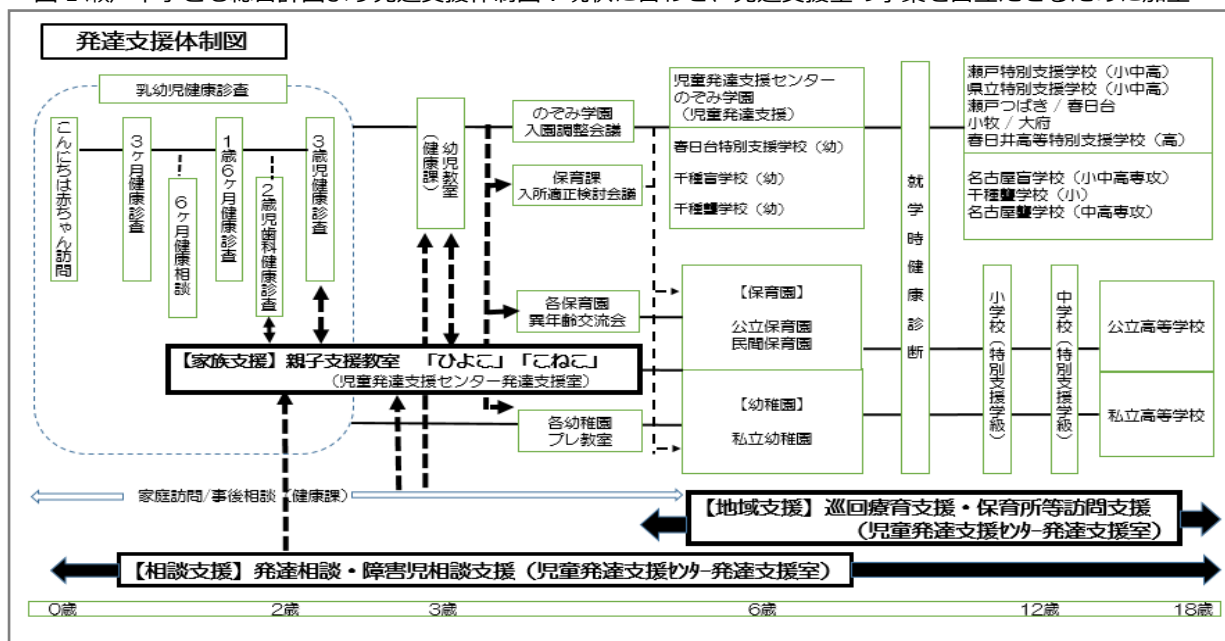 発達支援体制図
乳幼児健康診査
こんにちは赤ちゃん訪問
3ヶ月健康診査
6ヶ月健康相談
1歳6ヶ月健康診査
2歳児歯科健康診査
3歳児健康診査
幼児教室
(健康課)
のぞみ学園
入園調整会議
保育課
入所適正検討会議
各保育園
異年齢交流会
各幼稚園
プレ教室
【家族支援】親子支援教室 「ひよこ」「こねこ」
(児童発達支援センター発達支援室)
児童発達支援センター
のぞみ学園
(児童発達支援)
春日台特別支援学校(幼)
千種盲学校(幼)
千種聾学校(幼)
【保育園】
公立保育園
民間保育園
【幼稚園】
私立幼稚園
就学時健康診断
瀬戸特別支援学校(小中高)
県立特別支援学校(小中高)
瀬戸つばき / 春日台
小牧 / 大府
春日井高等特別支援学校(高)
名古屋盲学校(小中高専攻)
千種聾学校(小)
名古屋聾学校(中高専攻)
小学校(特別支援学級)
中学校(特別支援学級)
公立高等学校
私立高等学校
家庭訪問/事後相談(健康課)
【地域支援】巡回療育支援・保育所等訪問支援
(児童発達支援ｾﾝﾀｰ発達支援室)
【相談支援】発達相談・障害児相談支援(児童発達支援ｾﾝﾀｰ発達支援室)
0歳 2歳 3歳 6歳 12歳 18歳